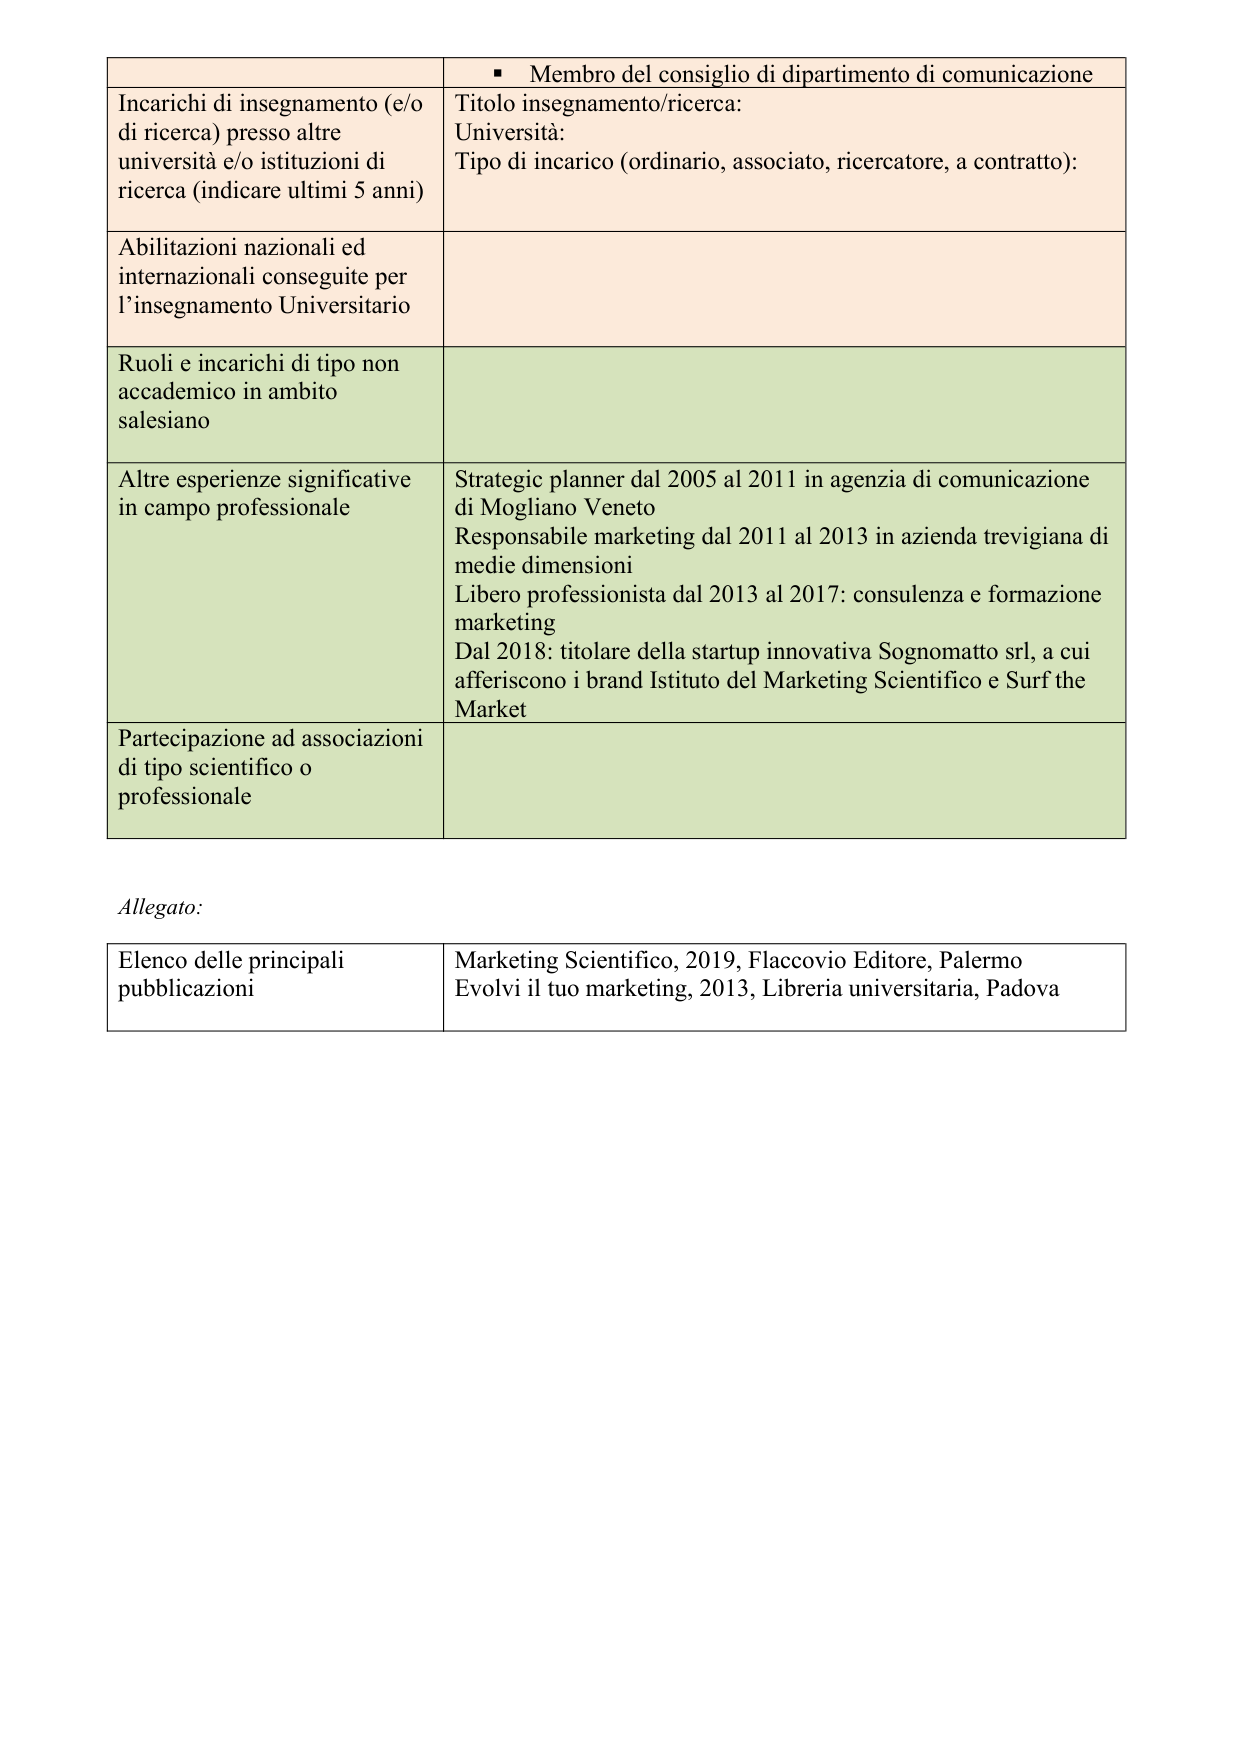 ▪ Membro del consiglio di dipartimento di comunicazione
Incarichi di insegnamento (e/o
di ricerca) presso altre
università e/o istituzioni di
ricerca (indicare ultimi 5 anni)
Titolo insegnamento/ricerca:
Università:
Tipo di incarico (ordinario, associato, ricercatore, a contratto):
Abilitazioni nazionali ed
internazionali conseguite per
l’insegnamento Universitario
Ruoli e incarichi di tipo non
accademico in ambito
salesiano
Altre esperienze significative
in campo professionale
Strategic planner dal 2005 al 2011 in agenzia di comunicazione
di Mogliano Veneto
Responsabile marketing dal 2011 al 2013 in azienda trevigiana di
medie dimensioni
Libero professionista dal 2013 al 2017: consulenza e formazione
marketing
Dal 2018: titolare della startup innovativa Sognomatto srl, a cui
afferiscono i brand Istituto del Marketing Scientifico e Surf the
Market
Partecipazione ad associazioni
di tipo scientifico o
professionale
Allegato:
Elenco delle principali
pubblicazioni
Marketing Scientifico, 2019, Flaccovio Editore, Palermo
Evolvi il tuo marketing, 2013, Libreria universitaria, Padova